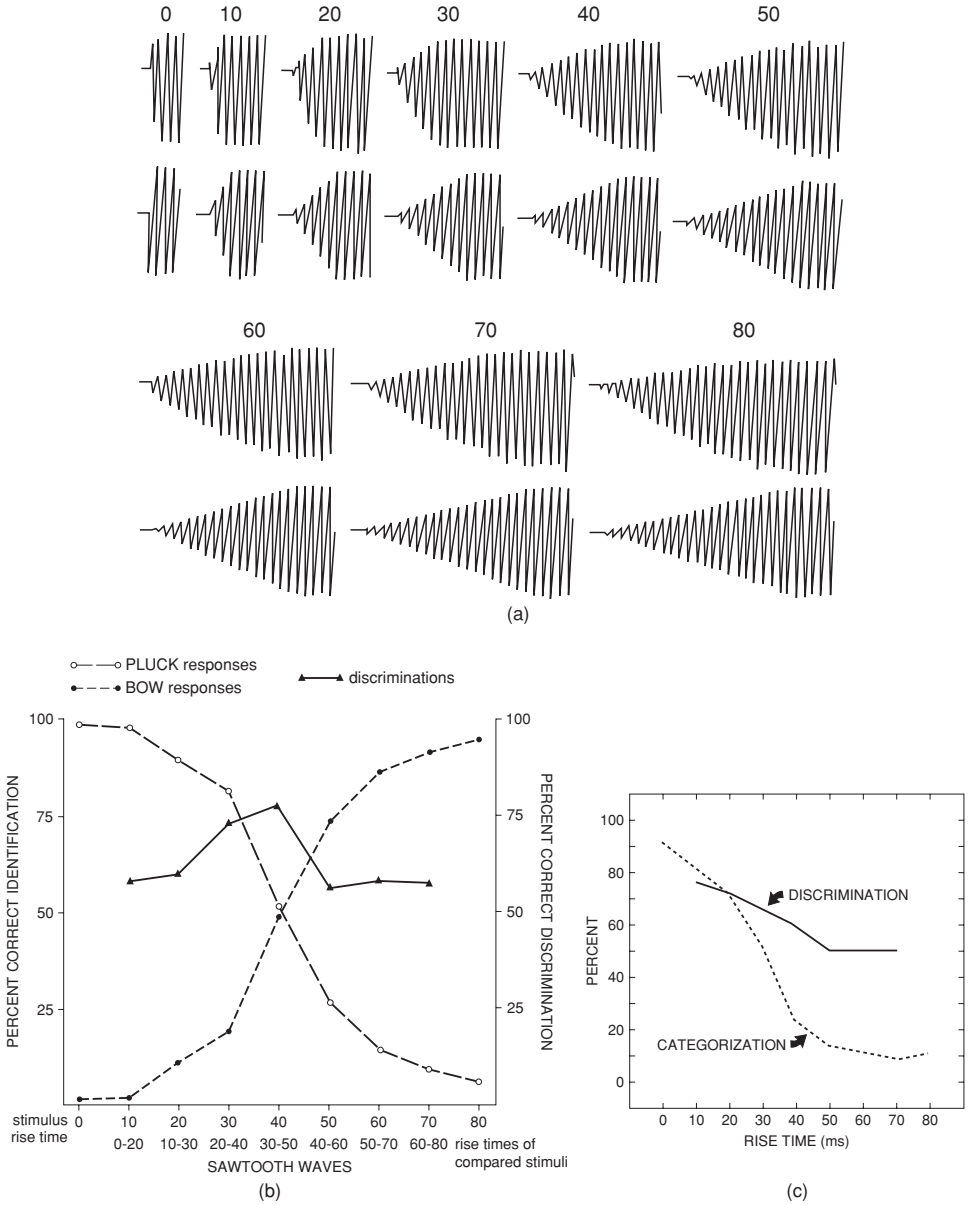 0 10 20 30 40 50
60 70 80
(a)
PLUCK responses
BOW responses
discriminations
100
75
50
25
PERCENT CORRECT IDENTIFICATION
100
75
50
25
PERCENT CORRECT DISCRIMINATION
stimulus rise time
0 10 20 30 40 50 60 70 80
0-20 10-30 20-40 30-50 40-60 50-70 60-80
rise times of compared stimuli
SAWTOOTH WAVES
(b)
100
80
60
40
20
0
PERCENT
DISCRIMINATION
CATEGORIZATION
0 10 20 30 40 50 60 70 80
RISE TIME (ms)
(c)